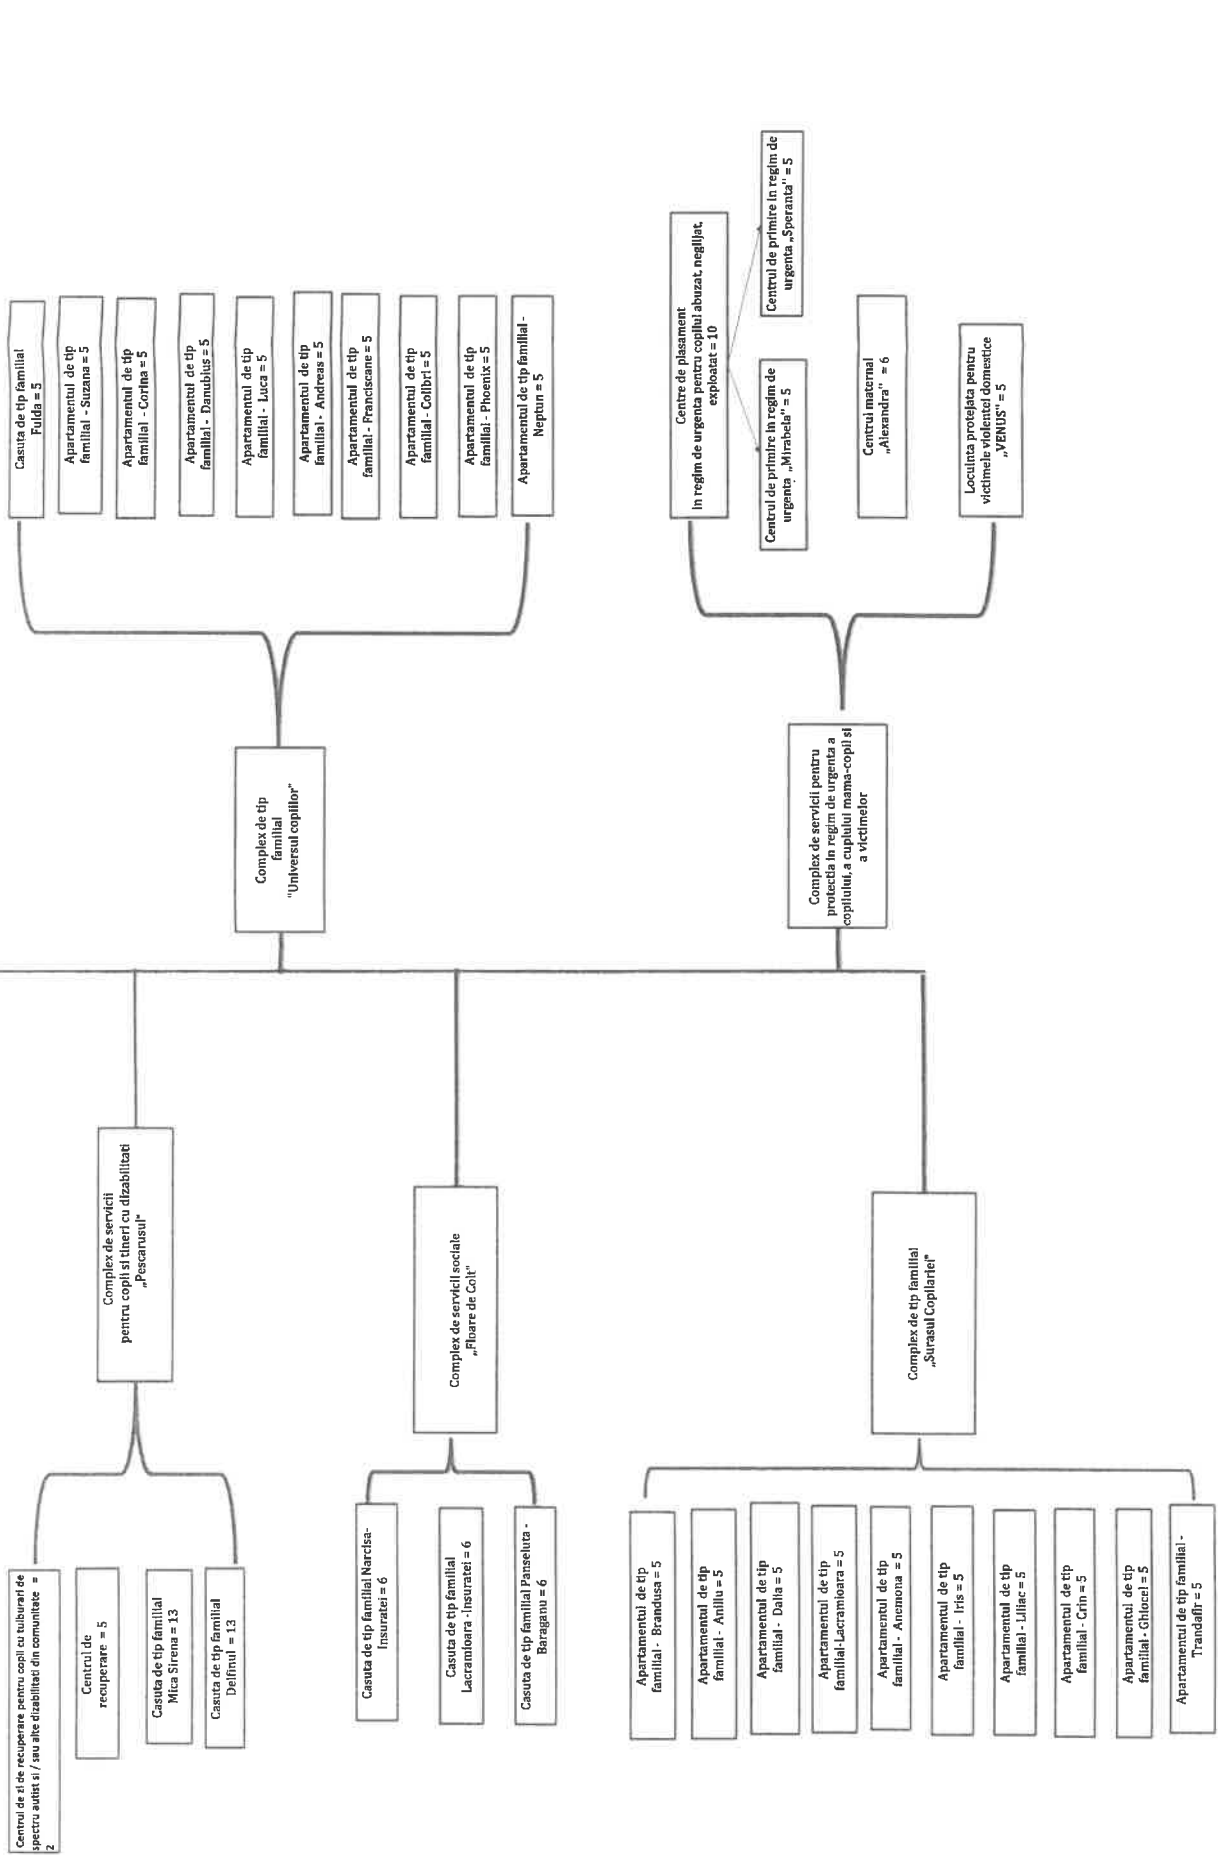 Casuta de tip familial
Fulda = 5
Apartamentul de tip
familial - Suzana = 5
Apartamentul de tip
familial - Corina = 5
Apartamentul de tip
familial - Danubius = 5
Apartamentul de tip
familial - Luca = 5
Apartamentul de tip
familial - Andreas = 5
Apartamentul de tip
familial - Franciscane = 5
Apartamentul de tip
familial - Colibri = 5
Apartamentul de tip
familial - Phoenix = 5
Apartamentul de tip familial -
Neptun = 5
Complex de tip
familial
"Universul copiilor"
Centre de plasament
in regim de urgenta pentru copilul abuzat, neglijat,
exploatat = 10
Centrul de primire in regim de
urgenta „Mirabela" = 5
Centrul de primire in regim de
urgenta „Speranta" = 5
Centrul maternal
„Alexandra" = 6
Locuinta protejata pentru
victimele violentei domestice
„VENUS" = 5
Complex de servicii pentru
protectia in regim de urgenta a
copilului, a cuplului mama-copil si
a victimelor
Complex de servicii
pentru copii si tineri cu dizabilitati
„Pescarusul"
Centrul de zi de recuperare pentru copii cu tulburari de
spectru autist si / sau alte dizabilitati din comunitate =
2
Centrul de
recuperare = 5
Casuta de tip familial
Mica Sirena = 13
Casuta de tip familial
Delfinul = 13
Complex de servicii sociale
„Floare de Colt"
Casuta de tip familial Narcisa-
Insuratei = 6
Casuta de tip familial
Lacramioara - Insuratei = 6
Casuta de tip familial Panseluta -
Baraganu = 6
Complex de tip familial
„Surasul Copilariei"
Apartamentul de tip
familial - Brandusa = 5
Apartamentul de tip
familial - Aniliu = 5
Apartamentul de tip
familial - Dalia = 5
Apartamentul de tip
familial-Lacramioara = 5
Apartamentul de tip
familial - Anemona = 5
Apartamentul de tip
familial - Iris = 5
Apartamentul de tip
familial - Liliac = 5
Apartamentul de tip
familial - Crin = 5
Apartamentul de tip
familial - Ghiocel = 5
Apartamentul de tip familial -
Trandafir = 5